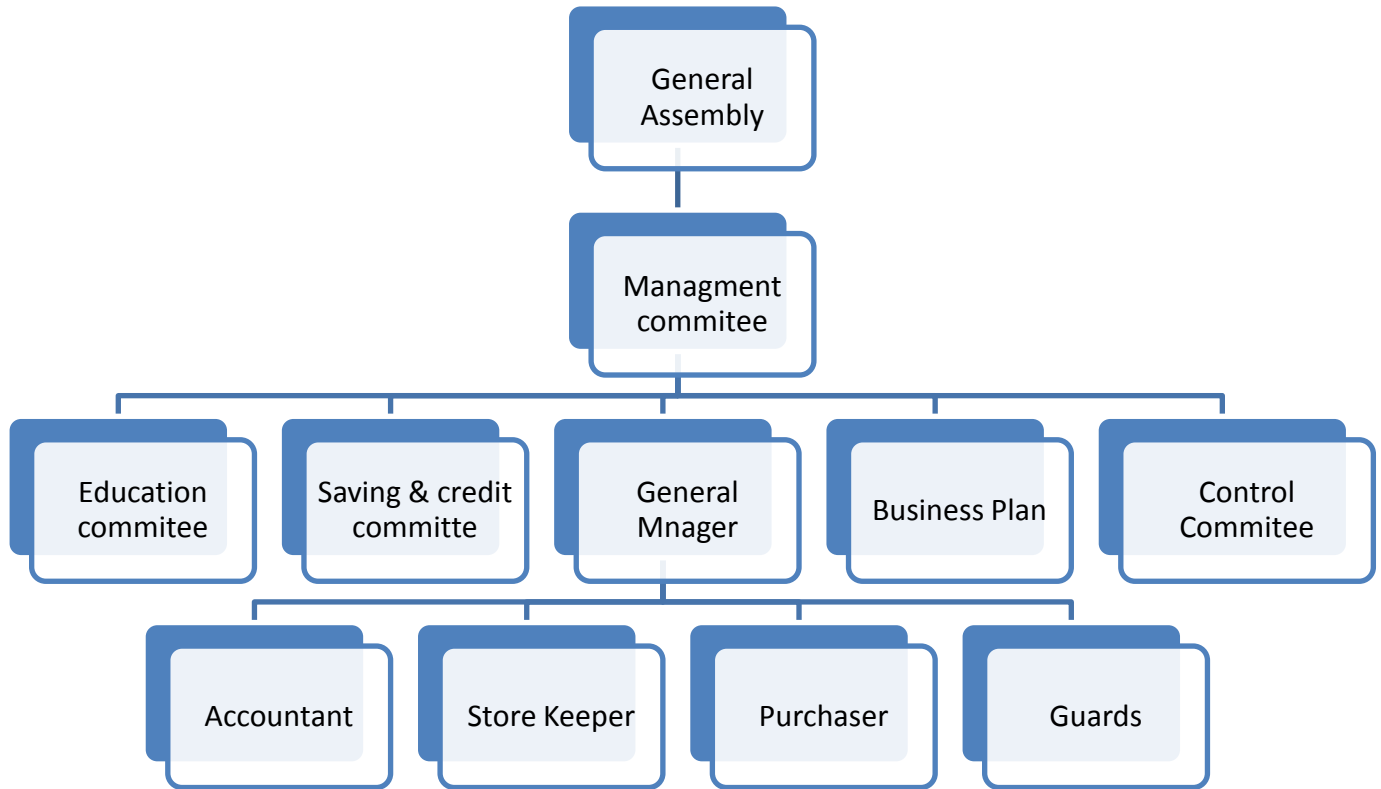 General
Assembly
Managment
commitee
Education
commitee
Saving & credit
committe
General
Mnager
Business Plan
Control
Commitee
Accountant
Store Keeper
Purchaser
Guards